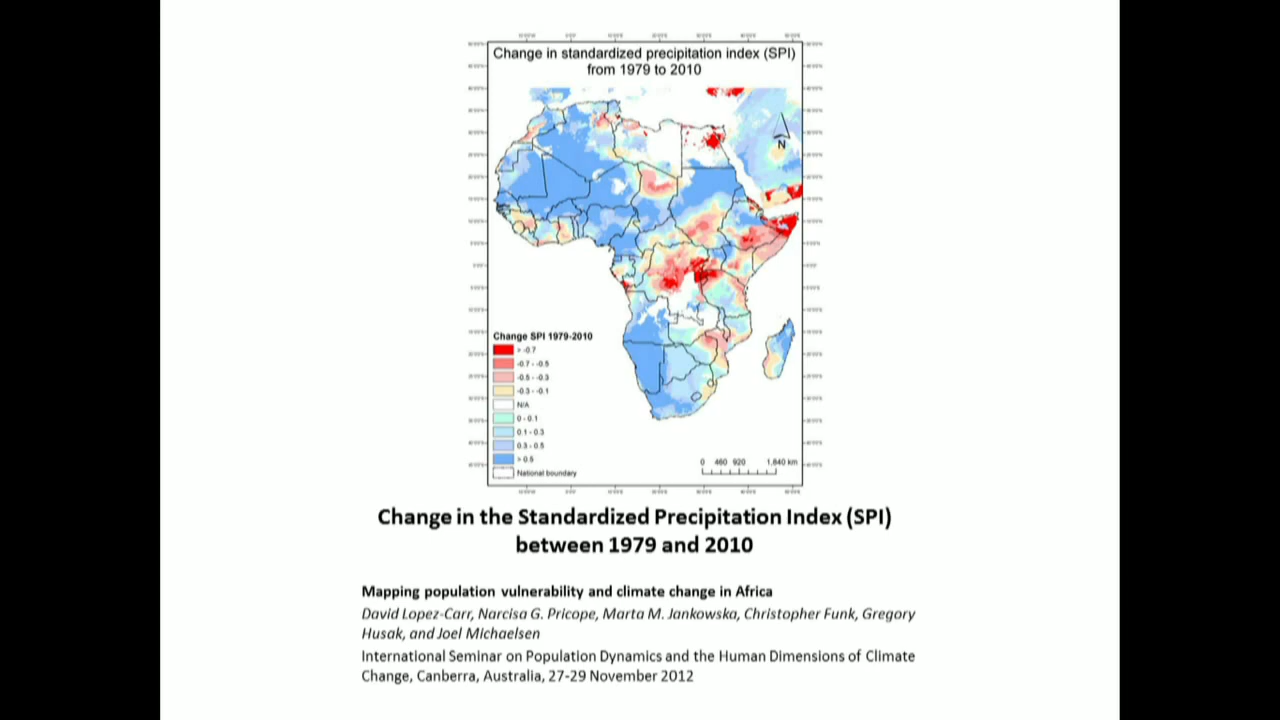 Change in standardized precipitation index (SPI)
from 1979 to 2010
N
Change SPI 1979-2010
-0.7 - -0.5
-0.5 - -0.3
-0.3 - -0.1
N/A
0 - 0.1
0.1 - 0.3
0.3 - 0.5
> 0.5
National boundary
0 460 920 1,840 km
Change in the Standardized Precipitation Index (SPI)
between 1979 and 2010
Mapping population vulnerability and climate change in Africa
David Lopez-Carr, Narcisa G. Pricope, Marta M. Jankowska, Christopher Funk, Gregory
Husak, and Joel Michaelsen
International Seminar on Population Dynamics and the Human Dimensions of Climate
Change, Canberra, Australia, 27-29 November 2012